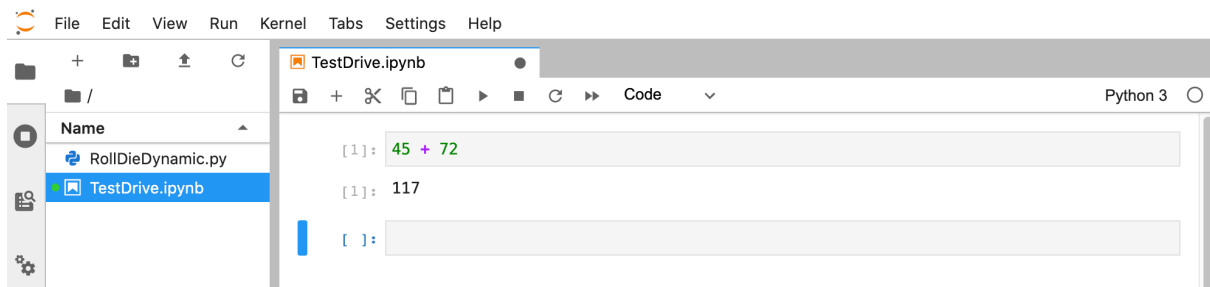 File Edit View Run Kernel Tabs Settings Help
TestDrive.ipynb
/
Code
Python 3
Name
RollDieDynamic.py
TestDrive.ipynb
[1]: 45 + 72
[1]: 117
[ ]: